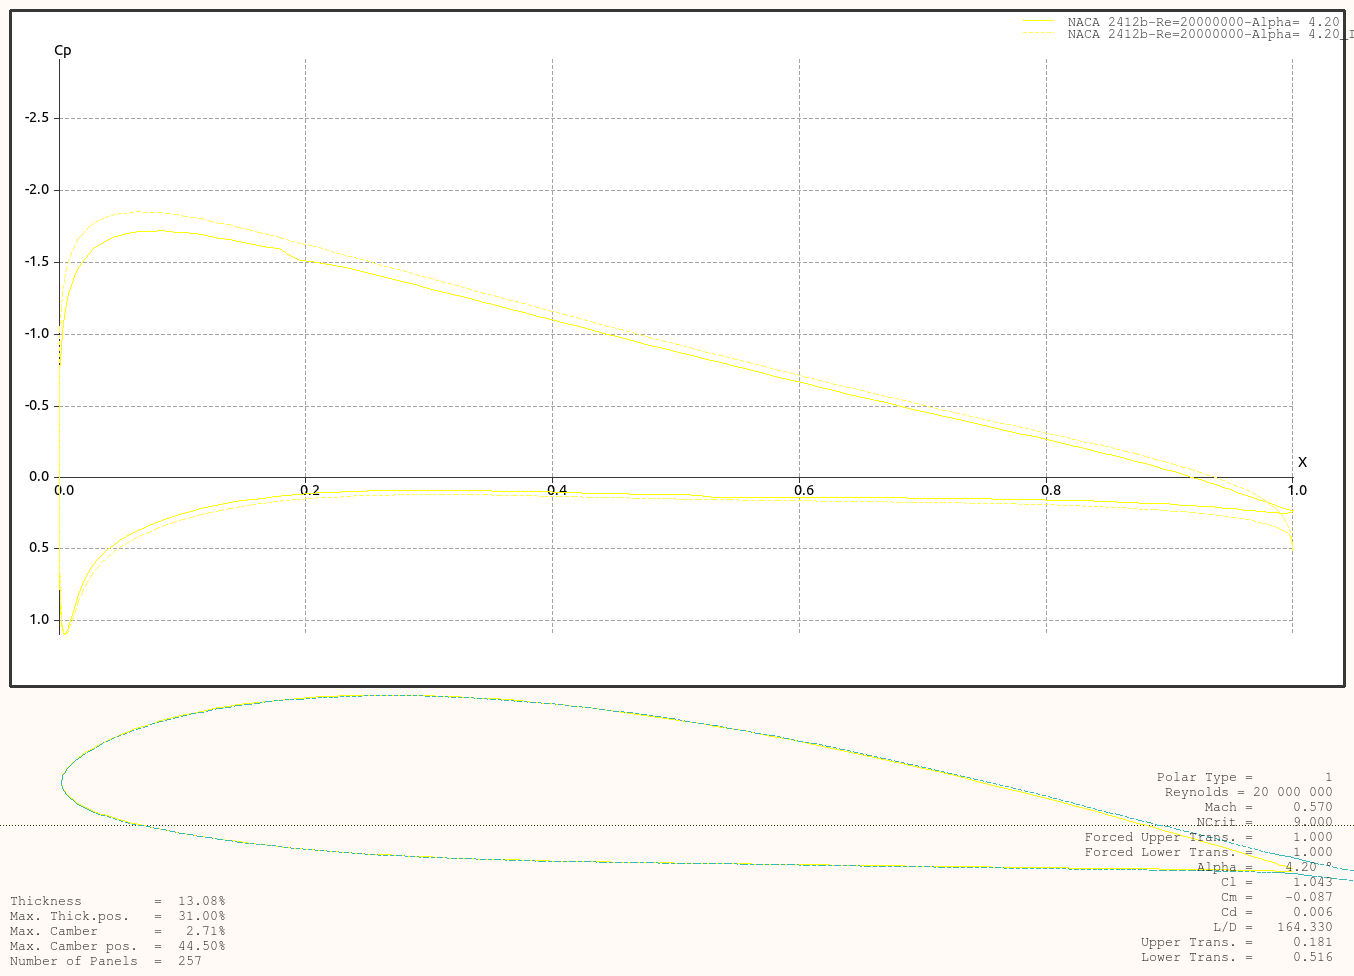 NACA 2412b-Re=20000000-Alpha= 4.20
NACA 2412b-Re=20000000-Alpha= 4.20_I
Cp
-2.5
-2.0
-1.5
-1.0
-0.5
0.0
X
0.0 0.2 0.4 0.6 0.8 1.0
0.5
1.0
Polar Type = 1
Reynolds = 20 000 000
Mach = 0.570
NCrit = 9.000
Forced Upper Trans. = 1.000
Forced Lower Trans. = 1.000
Alpha = 4.20 °
Cl = 1.043
Cm = -0.087
Cd = 0.006
L/D = 164.330
Upper Trans. = 0.181
Lower Trans. = 0.516
Thickness = 13.08%
Max. Thick.pos. = 31.00%
Max. Camber = 2.71%
Max. Camber pos. = 44.50%
Number of Panels = 257